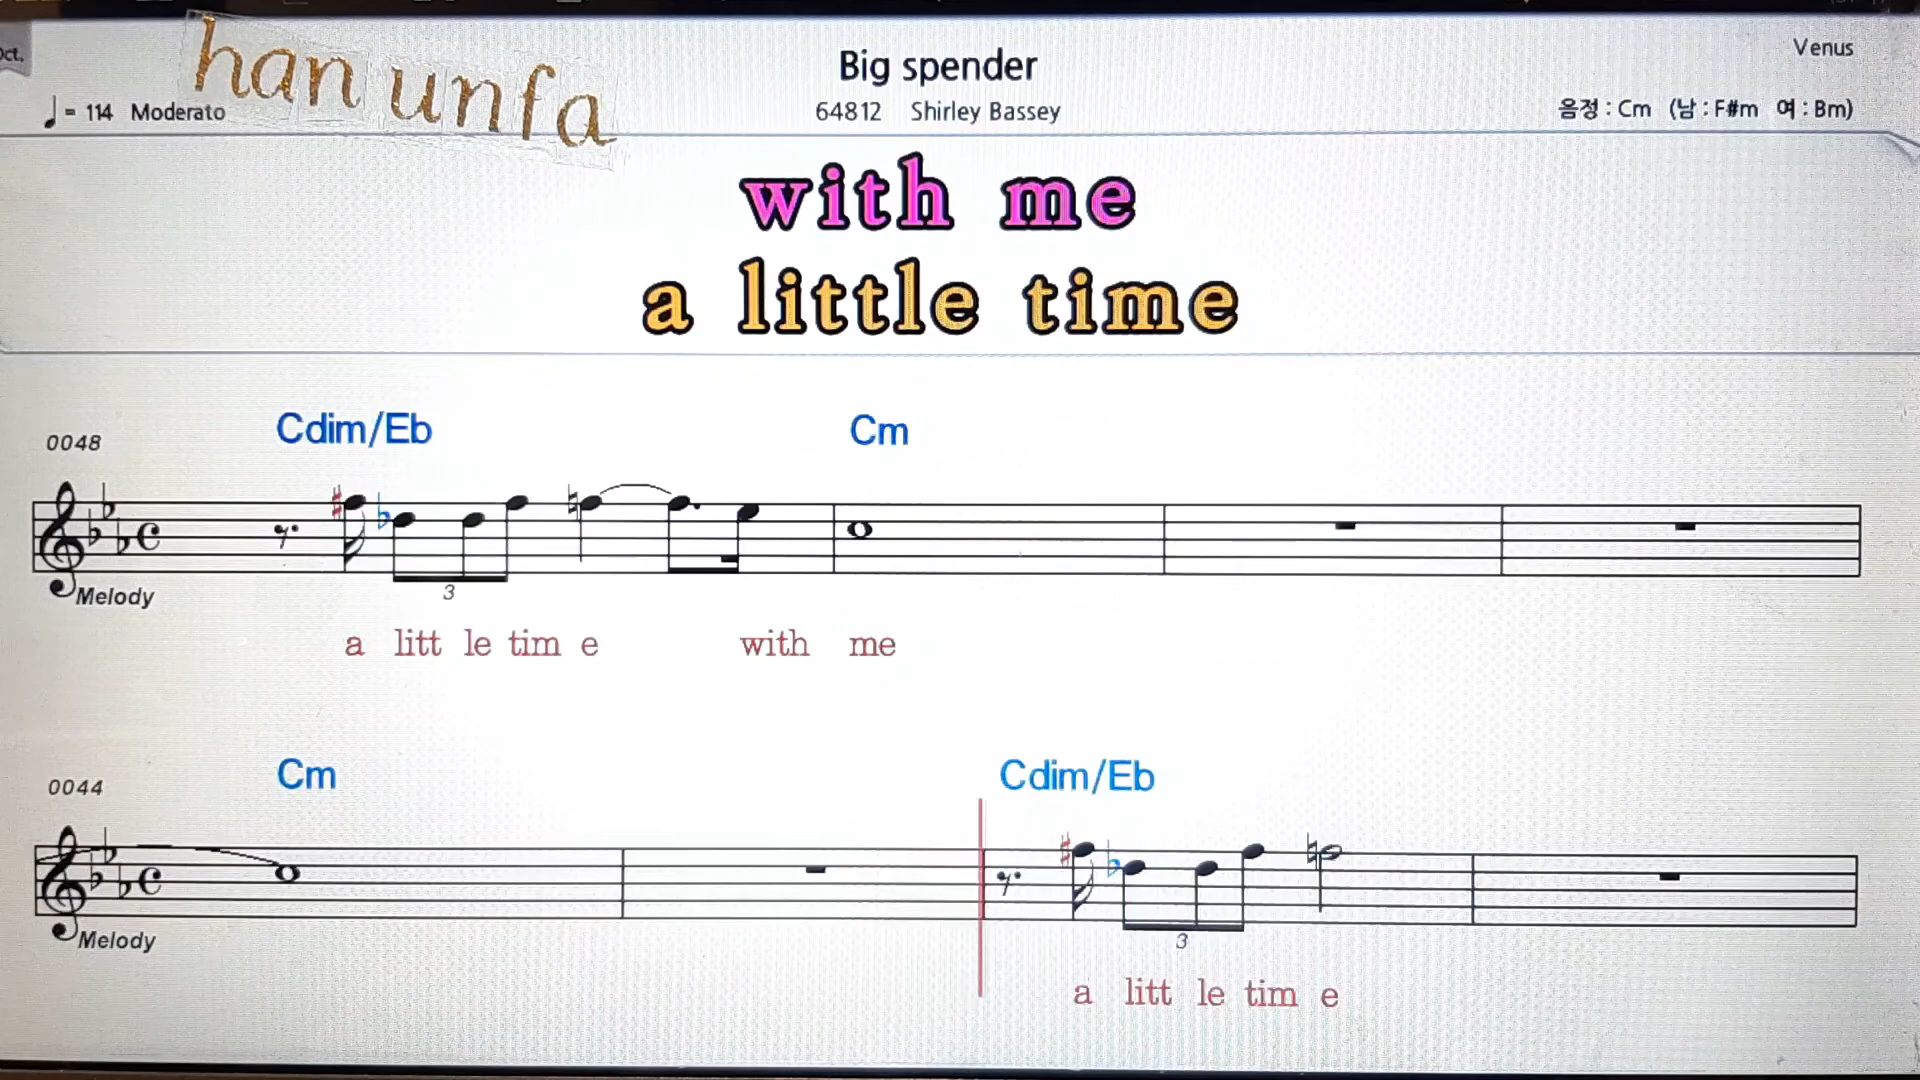 Oct.
han unfa
Big spender
Venus
= 114 Moderato
64812 Shirley Bassey
음정 : Cm (남 : F#m 여 : Bm)
with me
a little time
Cdim/Eb Cm
0048
3
Melody
a litt le tim e with me
Cm Cdim/Eb
0044
3
Melody
a litt le tim e